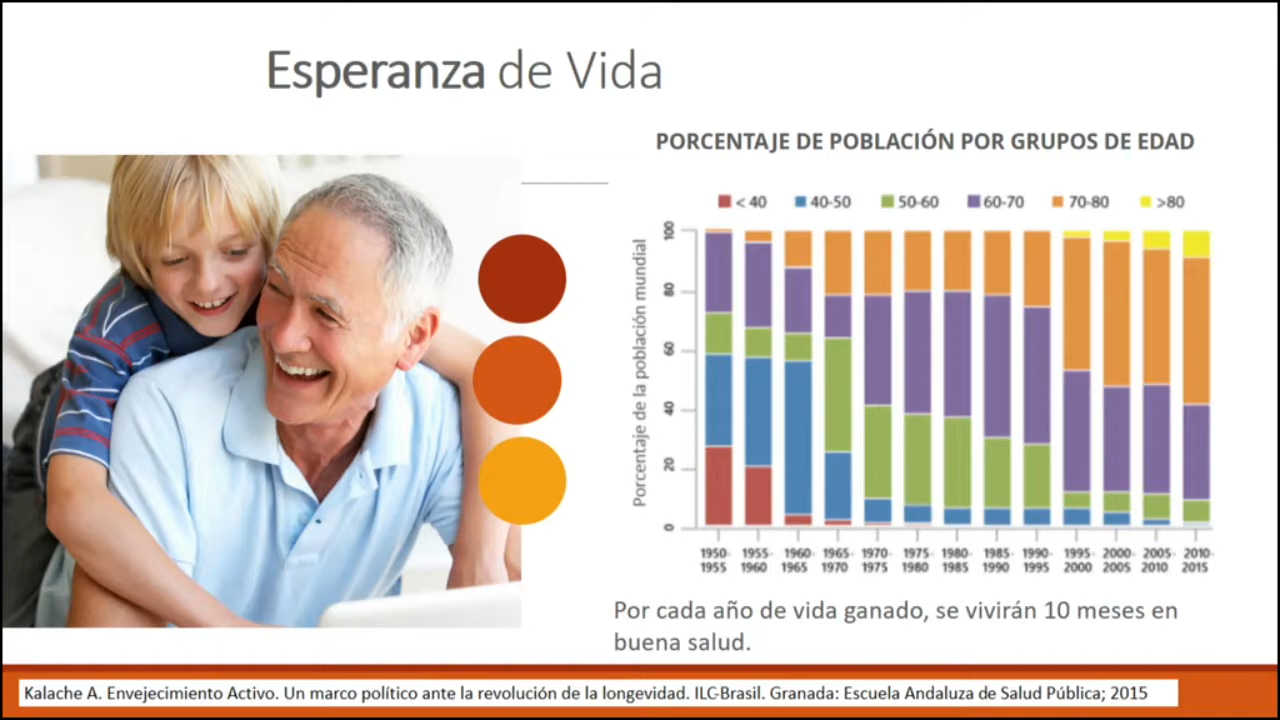 Esperanza de Vida
PORCENTAJE DE POBLACIÓN POR GRUPOS DE EDAD
< 40 40-50 50-60 60-70 70-80 >80
Porcentaje de la población mundial
100
80
60
40
20
0
1950- 1955- 1960- 1965- 1970- 1975- 1980- 1985- 1990- 1995- 2000- 2005- 2010-
1955 1960 1965 1970 1975 1980 1985 1990 1995 2000 2005 2010 2015
Por cada año de vida ganado, se vivirán 10 meses en
buena salud.
Kalache A. Envejecimiento Activo. Un marco político ante la revolución de la longevidad. ILC-Brasil. Granada: Escuela Andaluza de Salud Pública; 2015